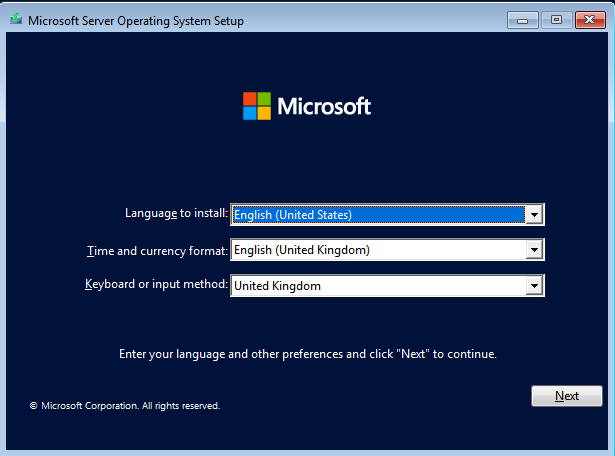 Microsoft Server Operating System Setup
Microsoft
Language to install: English (United States)
Time and currency format: English (United Kingdom)
Keyboard or input method: United Kingdom
Enter your language and other preferences and click "Next" to continue.
Next
© Microsoft Corporation. All rights reserved.